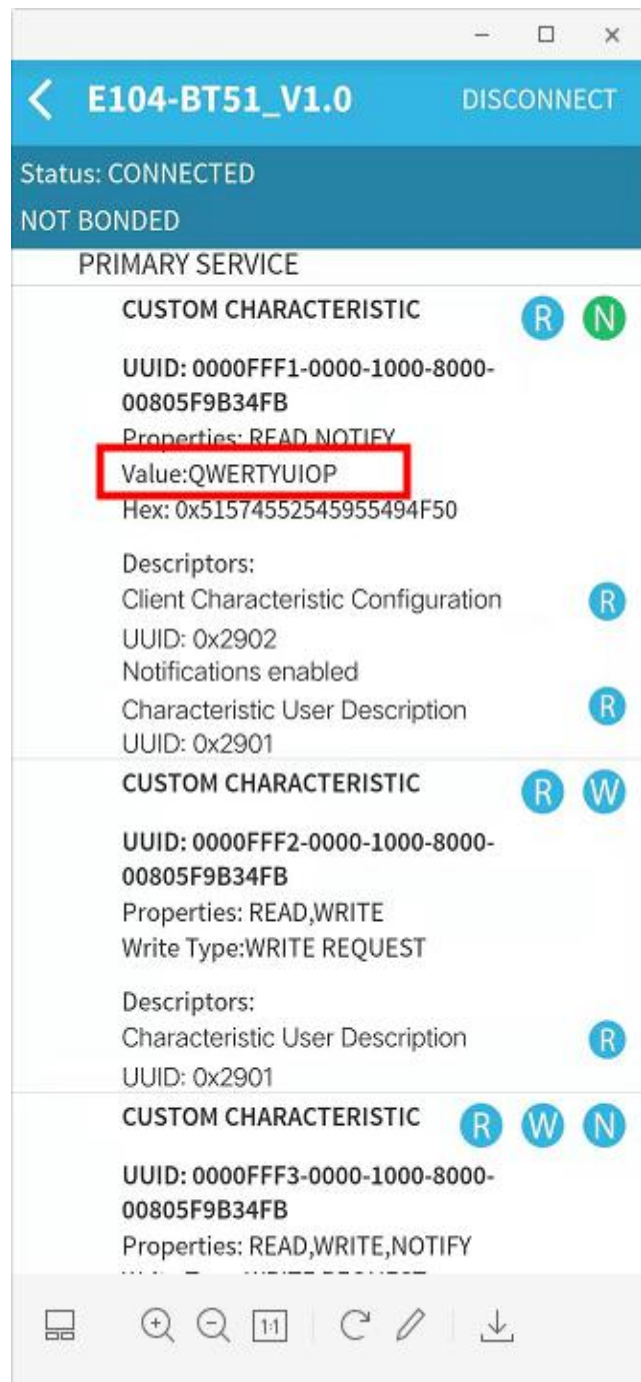 E104-BT51_V1.0 DISCONNECT
Status: CONNECTED
NOT BONDED
PRIMARY SERVICE
CUSTOM CHARACTERISTIC R N
UUID: 0000FFF1-0000-1000-8000-
00805F9B34FB
Properties: READ,NOTIFY
Value:QWERTYUIOP
Hex: 0x51574552545955494F50
Descriptors:
Client Characteristic Configuration R
UUID: 0x2902
Notifications enabled
Characteristic User Description R
UUID: 0x2901
CUSTOM CHARACTERISTIC R W
UUID: 0000FFF2-0000-1000-8000-
00805F9B34FB
Properties: READ,WRITE
Write Type:WRITE REQUEST
Descriptors:
Characteristic User Description R
UUID: 0x2901
CUSTOM CHARACTERISTIC R W N
UUID: 0000FFF3-0000-1000-8000-
00805F9B34FB
Properties: READ,WRITE,NOTIFY
1:1